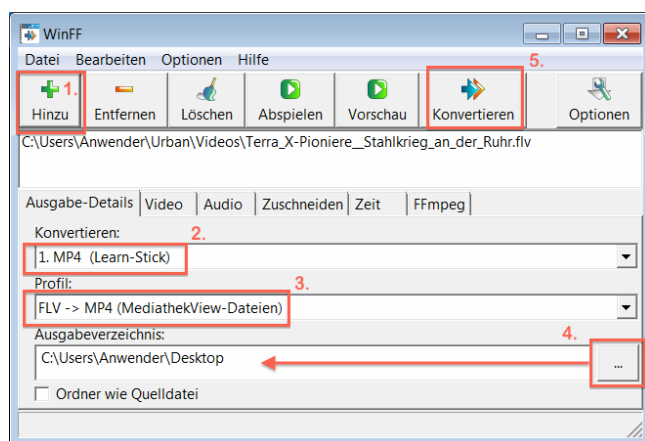 WinFF
Datei Bearbeiten Optionen Hilfe
5.
1.
Hinzu Entfernen Löschen Abspielen Vorschau Konvertieren Optionen
C:\Users\Anwender\Urban\Videos\Terra_X-Pioniere__Stahlkrieg_an_der_Ruhr.flv
Ausgabe-Details Video Audio Zuschneiden Zeit FFmpeg
Konvertieren:
2.
1. MP4 (Learn-Stick)
Profil:
3.
FLV -> MP4 (MediathekView-Dateien)
Ausgabeverzeichnis:
4.
C:\Users\Anwender\Desktop
...
Ordner wie Quelldatei